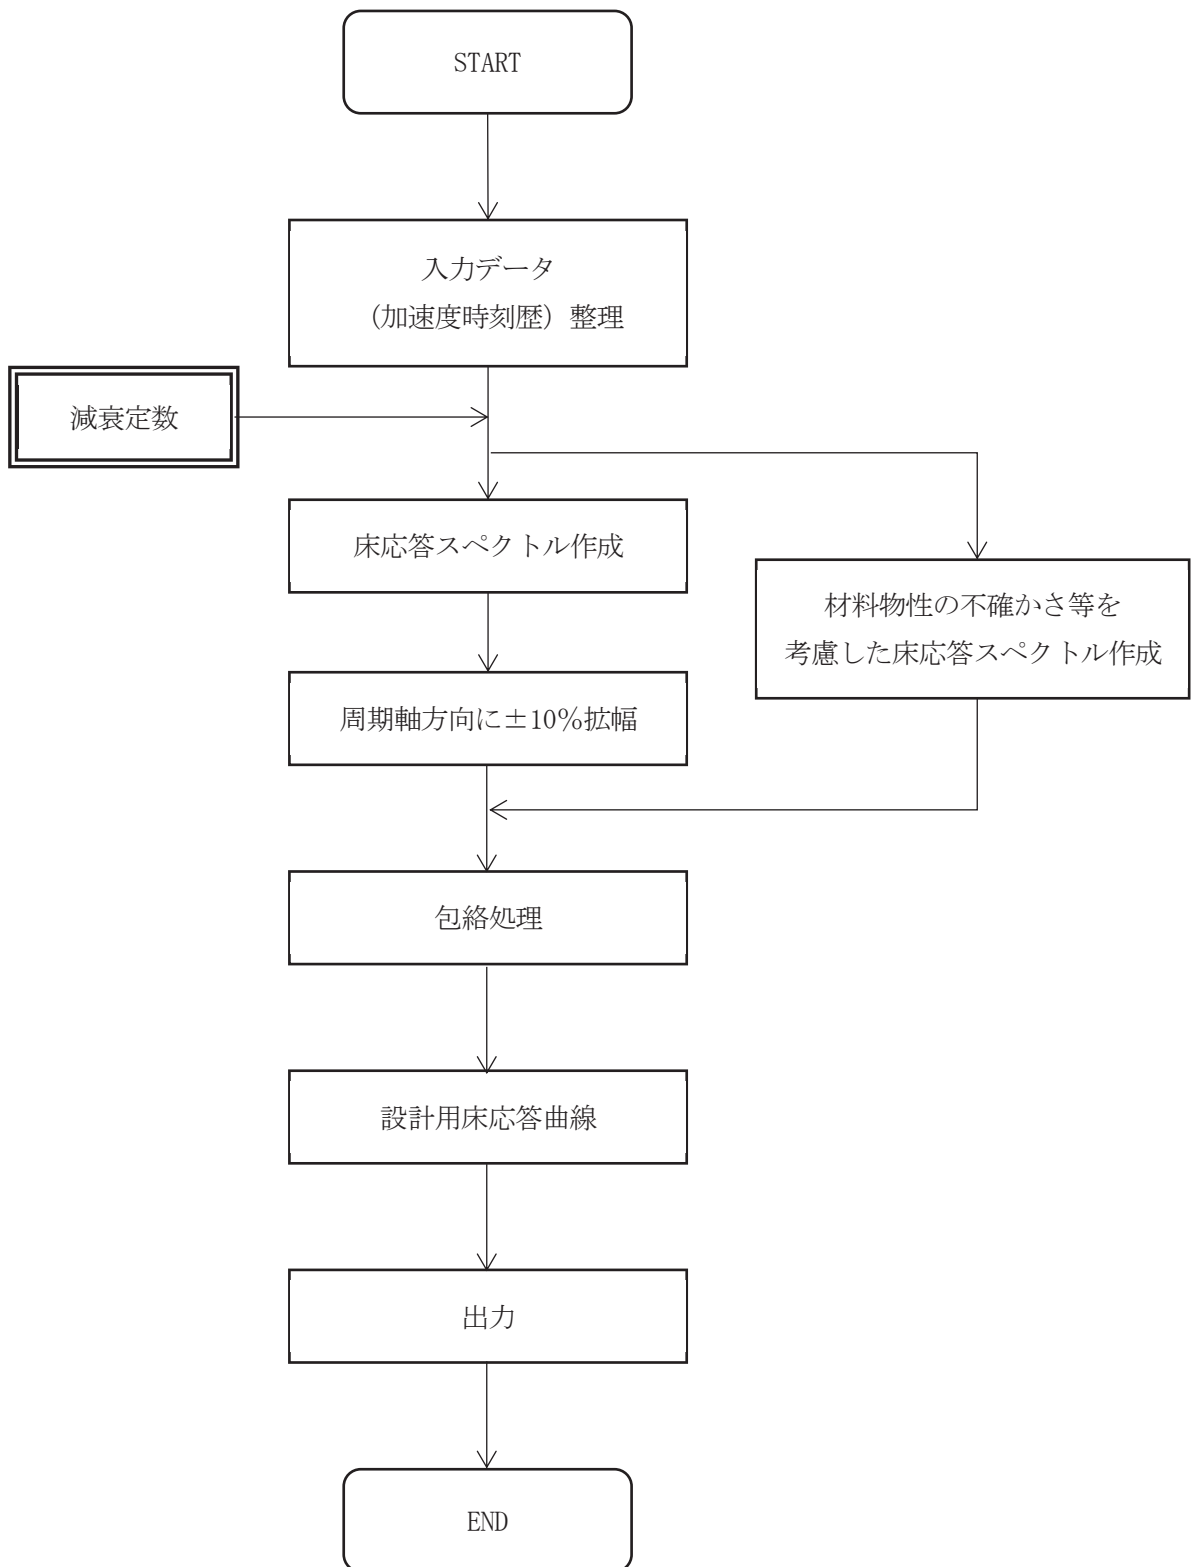 START
入力データ
（加速度時刻歴）整理
減衰定数
床応答スペクトル作成
材料物性の不確かさ等を
考慮した床応答スペクトル作成
周期軸方向に±10％拡幅
包絡処理
設計用床応答曲線
出力
END